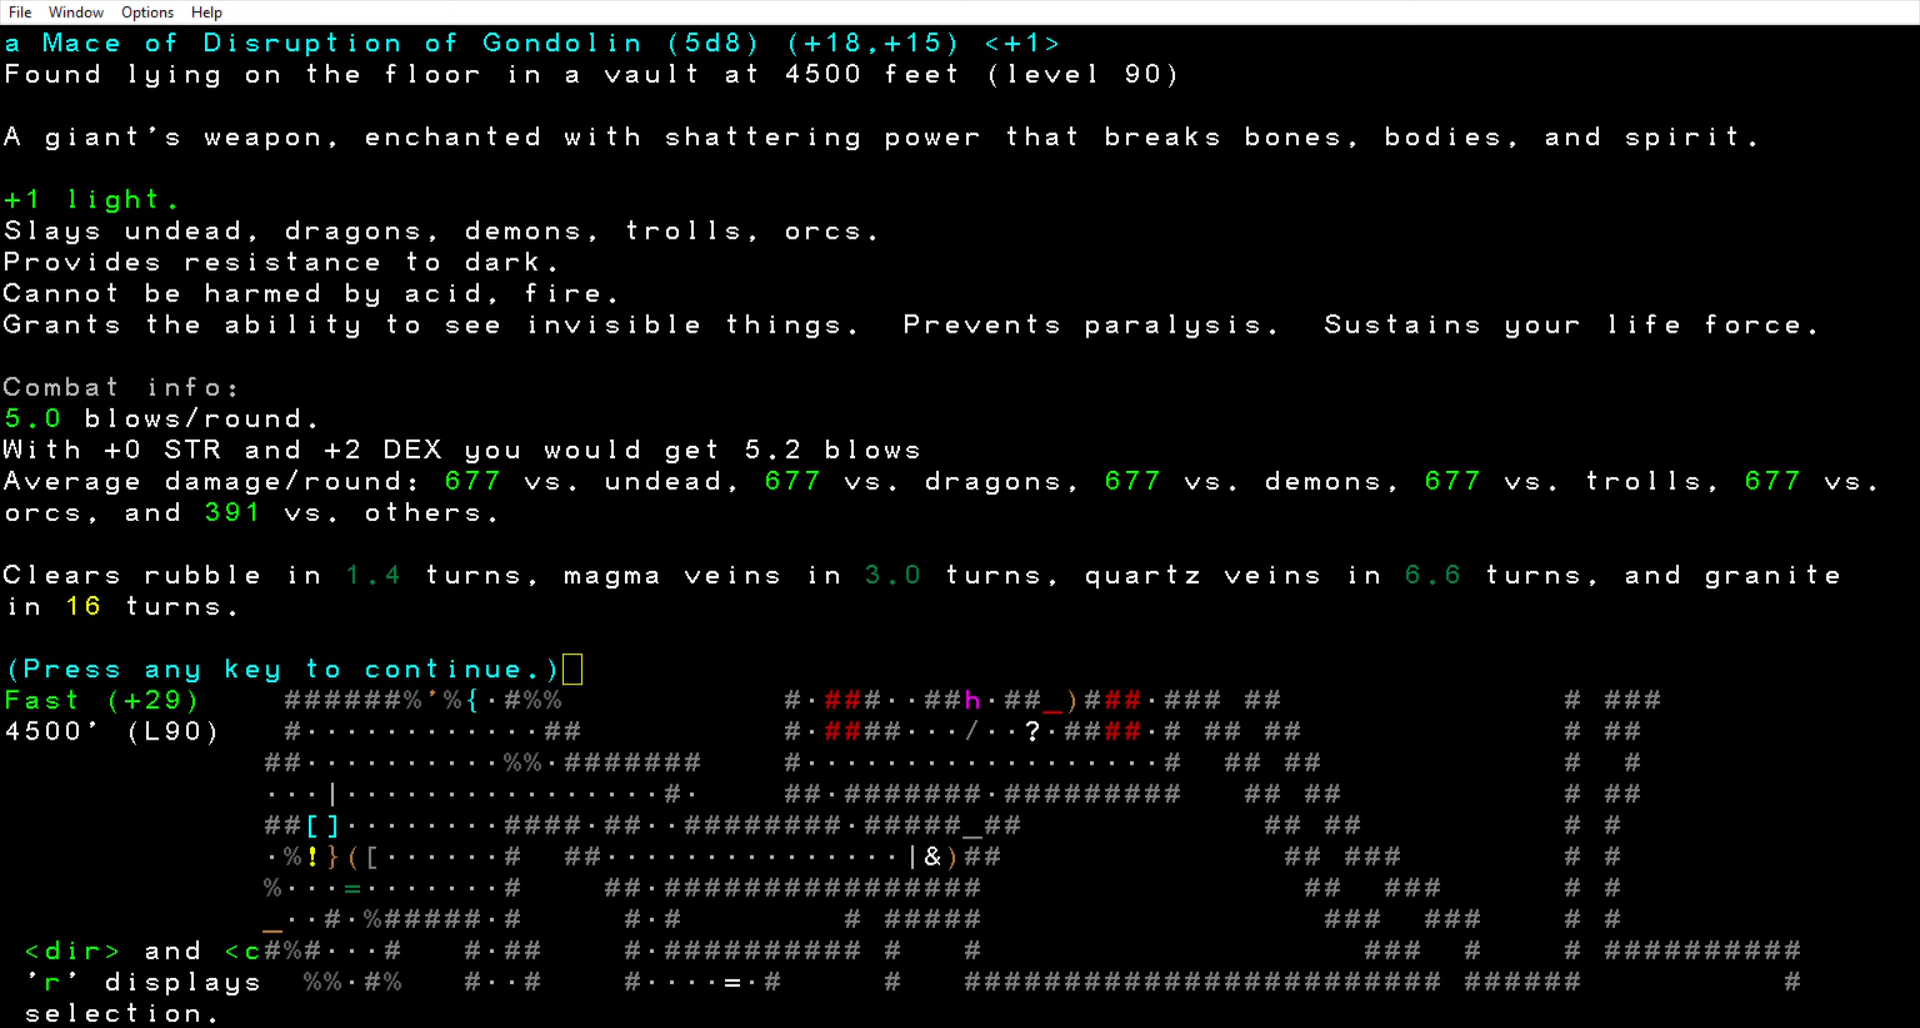 File Window Options Help
a Mace of Disruption of Gondolin (5d8) (+18,+15) <+1>
Found lying on the floor in a vault at 4500 feet (level 90)
A giant's weapon, enchanted with shattering power that breaks bones, bodies, and spirit.
+1 light.
Slays undead, dragons, demons, trolls, orcs.
Provides resistance to dark.
Cannot be harmed by acid, fire.
Grants the ability to see invisible things.  Prevents paralysis.  Sustains your life force.
Combat info:
5.0 blows/round.
With +0 STR and +2 DEX you would get 5.2 blows
Average damage/round: 677 vs. undead, 677 vs. dragons, 677 vs. demons, 677 vs. trolls, 677 vs.
orcs, and 391 vs. others.
Clears rubble in 1.4 turns, magma veins in 3.0 turns, quartz veins in 6.6 turns, and granite
in 16 turns.
(Press any key to continue.)
Fast (+29)
4500' (L90)
<dir> and <c
'r' displays
selection.